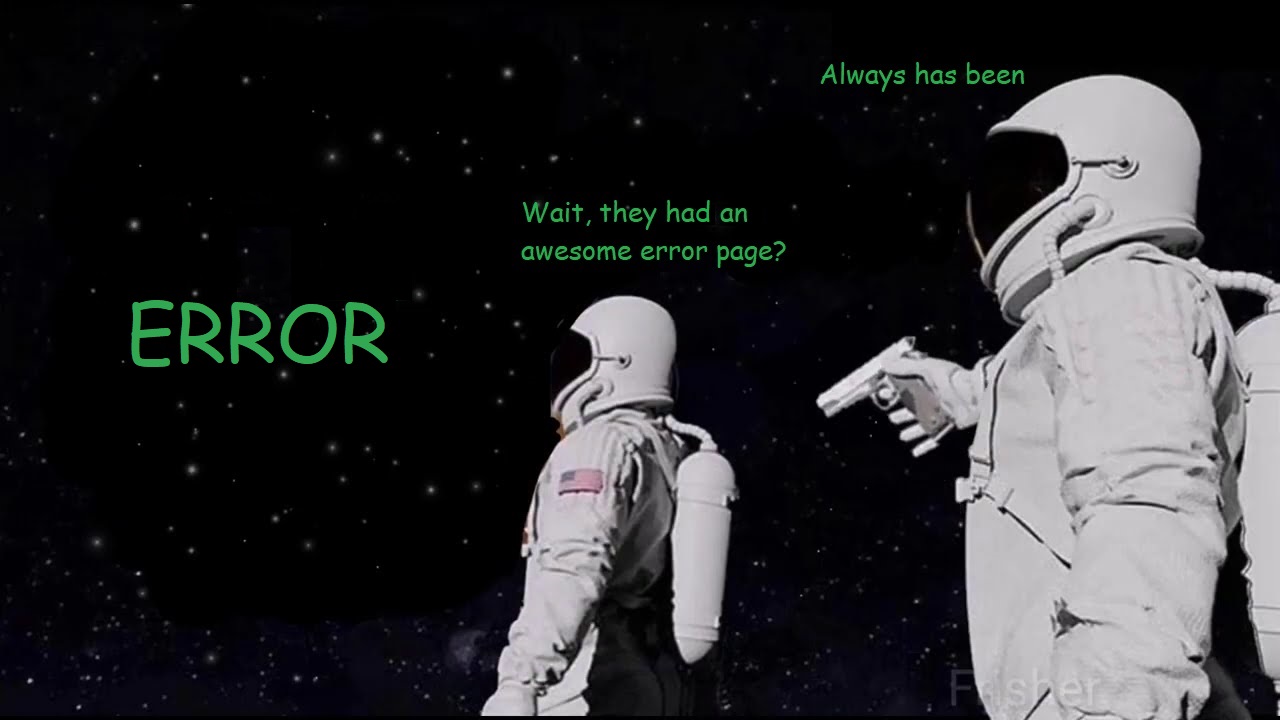 Always has been
Wait, they had an
awesome error page?
ERROR